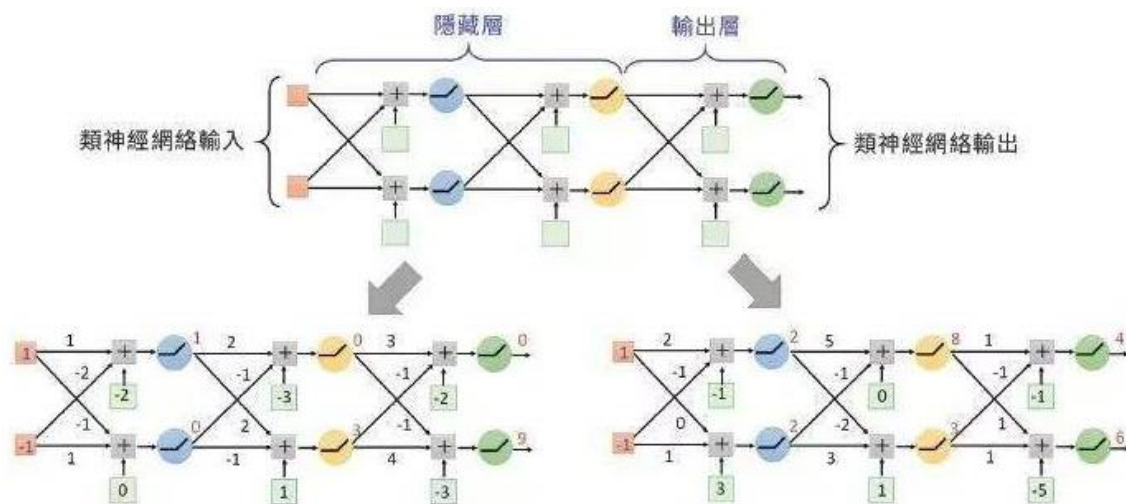 隱藏層 輸出層
+ + +
類神經網絡輸入 類神經網絡輸出
+ + +
1 1 + 1 2 + 0 3 + 0
-2 -1 -1
-2 -3 -2
-1 2 -1
-1 1 + 0 -1 + 3 4 + 9
0 1 -3
1 2 + 2 5 + 8 1 + 4
-1 -1 -1
-1 0 -1
0 -2 1
-1 1 + 2 3 + 3 1 + 6
3 1 -5